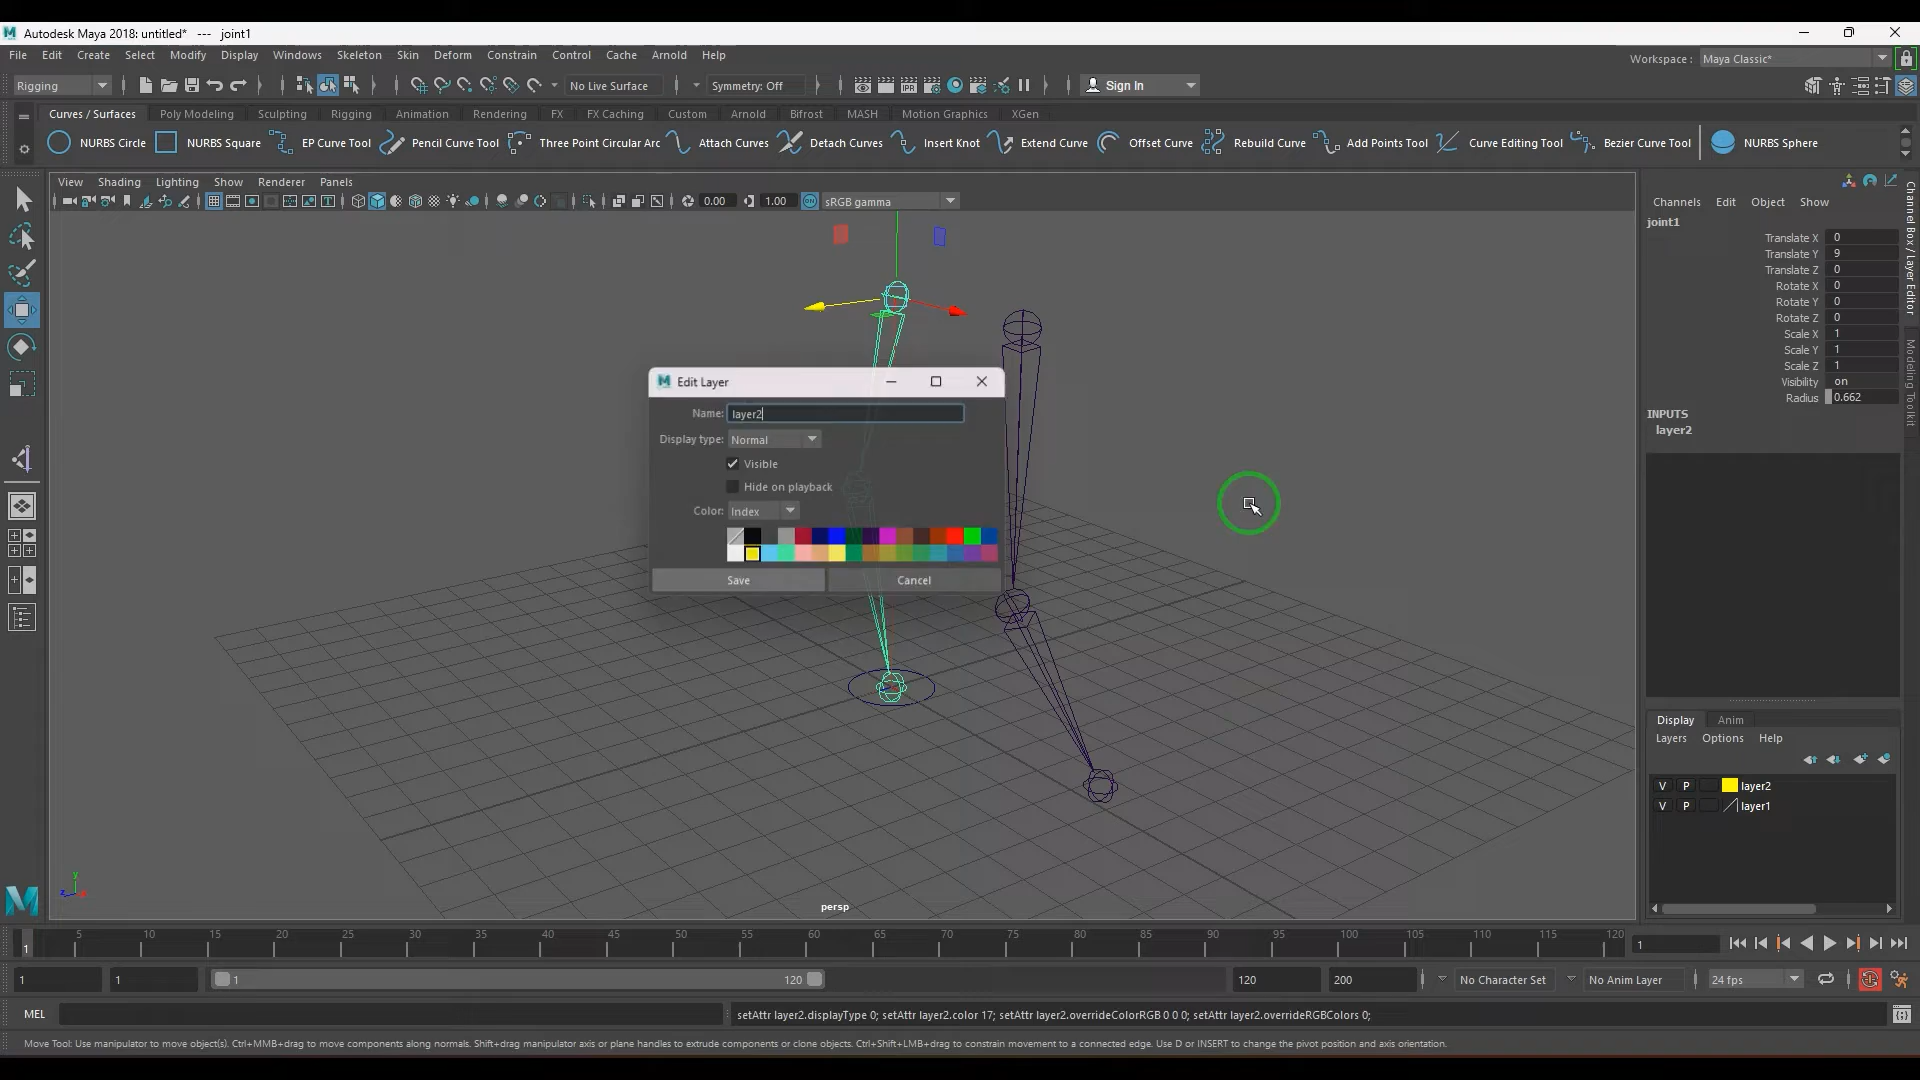 Autodesk Maya 2018: untitled* --- joint1
File Edit Create Select Modify Display Windows Skeleton Skin Deform Constrain Control Cache Arnold Help
Workspace : Maya Classic*
Rigging No Live Surface Symmetry: Off Sign In
Curves / Surfaces Poly Modeling Sculpting Rigging Animation Rendering FX FX Caching Custom Arnold Bifrost MASH Motion Graphics XGen
NURBS Circle NURBS Square EP Curve Tool Pencil Curve Tool Three Point Circular Arc Attach Curves Detach Curves Insert Knot Extend Curve Offset Curve Rebuild Curve Add Points Tool Curve Editing Tool Bezier Curve Tool NURBS Sphere
View Shading Lighting Show Renderer Panels
0.00 1.00 sRGB gamma
Channels Edit Object Show
joint1
Translate X 0
Translate Y 9
Translate Z 0
Rotate X 0
Rotate Y 0
Rotate Z 0
Scale X 1
Scale Y 1
Scale Z 1
Visibility on
Radius 0.662
INPUTS
layer2
Channel Box / Layer Editor
Modeling Toolkit
Edit Layer
Name: layer2
Display type: Normal
Visible
Hide on playback
Color: Index
Save Cancel
Display Anim
Layers Options Help
V P layer2
V P layer1
persp
5 10 15 20 25 30 35 40 45 50 55 60 65 70 75 80 85 90 95 100 105 110 115 120
1 1
1 1 1 120 120 200 No Character Set No Anim Layer 24 fps
MEL setAttr layer2.displayType 0; setAttr layer2.color 17; setAttr layer2.overrideColorRGB 0 0 0; setAttr layer2.overrideRGBColors 0;
Move Tool: Use manipulator to move object(s). Ctrl+MMB+drag to move components along normals. Shift+drag manipulator axis or plane handles to extrude components or clone objects. Ctrl+Shift+LMB+drag to constrain movement to a connected edge. Use D or INSERT to change the pivot position and axis orientation.